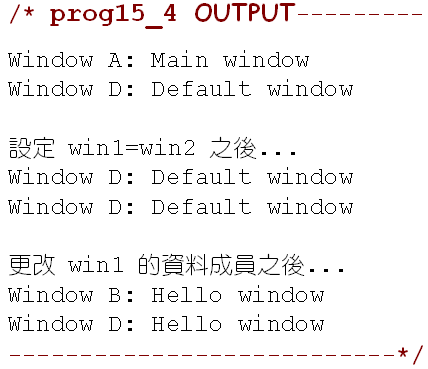 /* prog15_4 OUTPUT---------
Window A: Main window
Window D: Default window
設定 win1=win2 之後...
Window D: Default window
Window D: Default window
更改 win1 的資料成員之後...
Window B: Hello window
Window D: Hello window
---------------------------*/